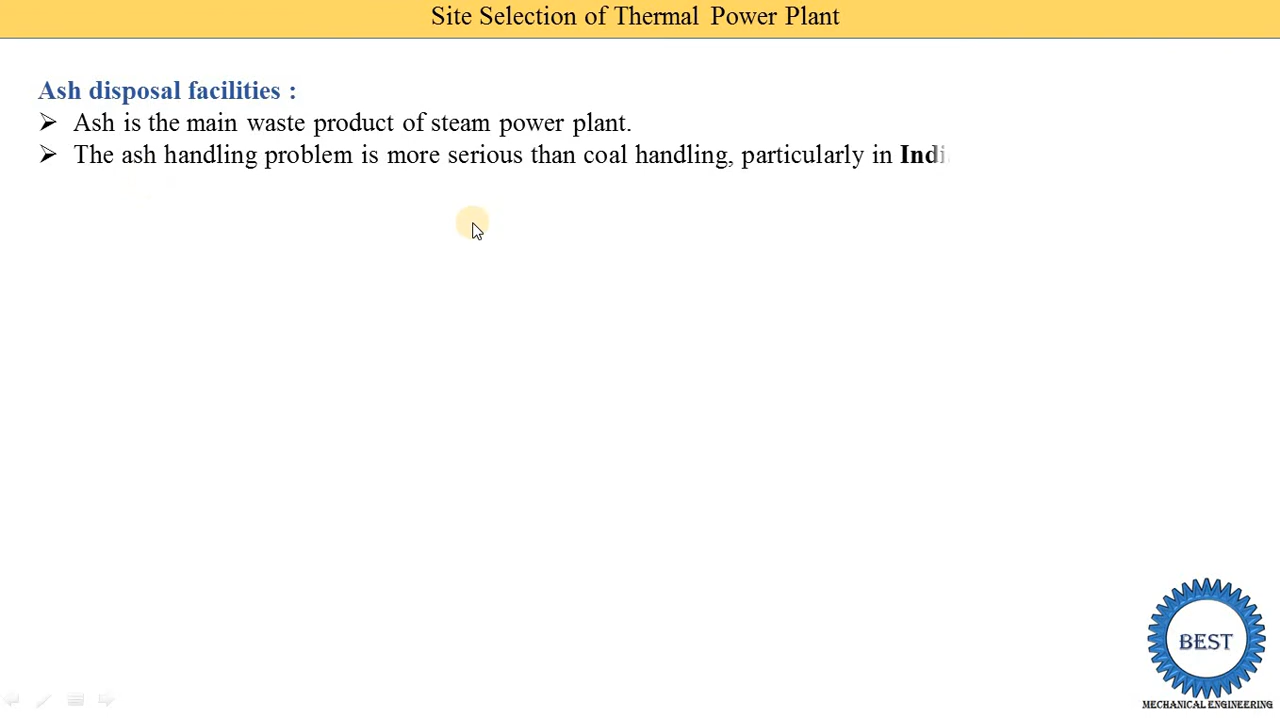 Site Selection of Thermal Power Plant
Ash disposal facilities :
➢ Ash is the main waste product of steam power plant.
➢ The ash handling problem is more serious than coal handling, particularly in Indi
BEST
MECHANICAL ENGINEERING